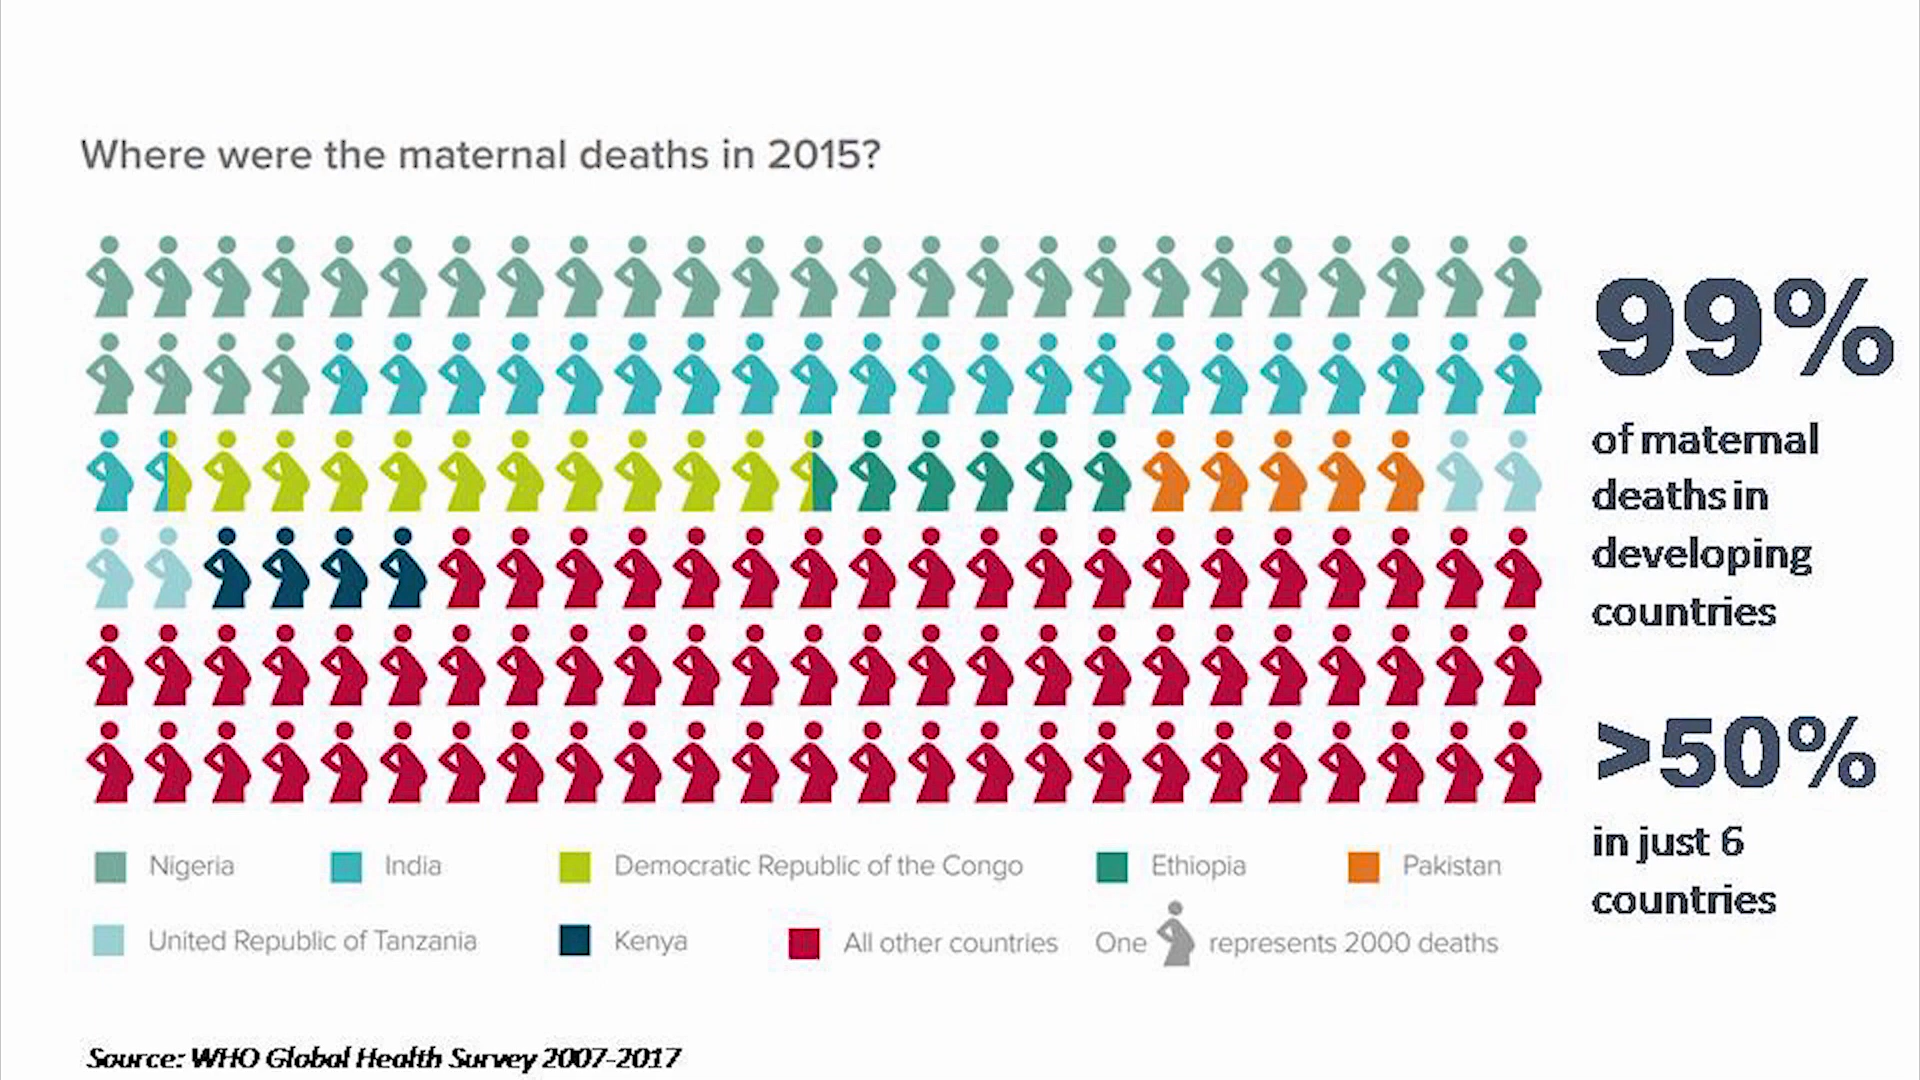 Where were the maternal deaths in 2015?
99%
of maternal
deaths in
developing
countries
>50%
in just 6
countries
Nigeria India Democratic Republic of the Congo Ethiopia Pakistan
United Republic of Tanzania Kenya All other countries One represents 2000 deaths
Source: WHO Global Health Survey 2007-2017